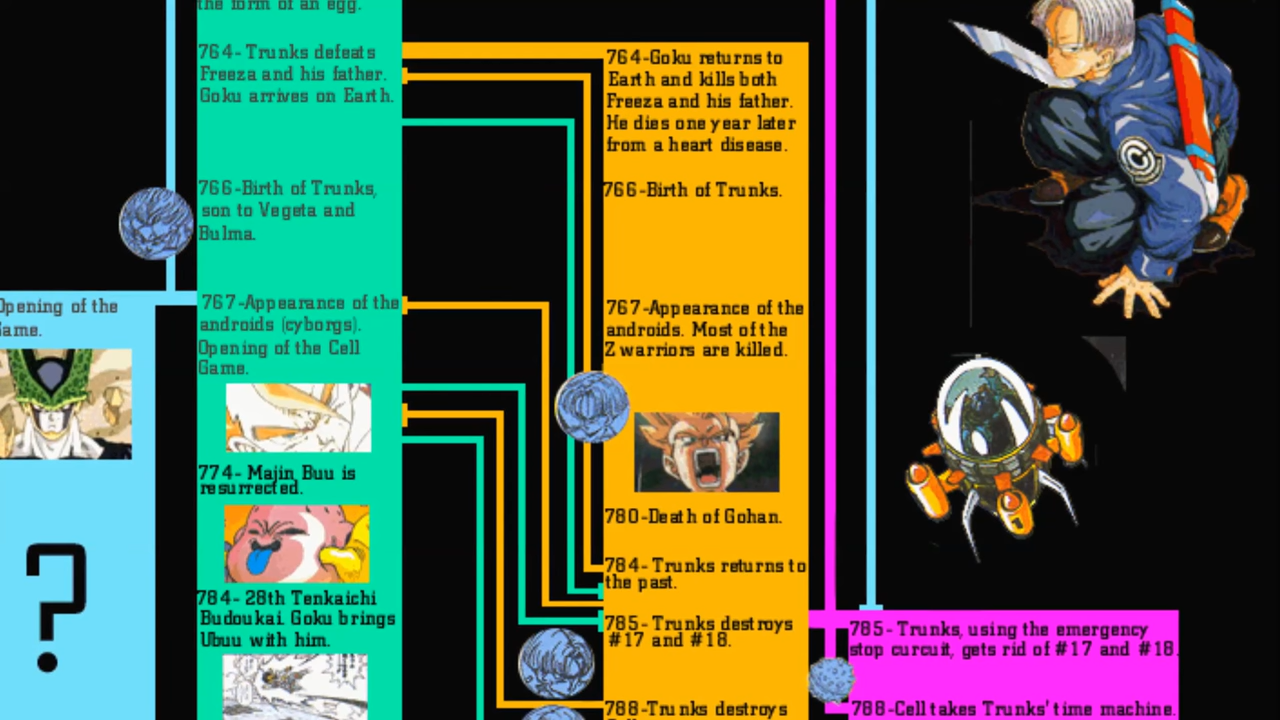 the form of an egg.
764- Trunks defeats
Freeza and his father.
Goku arrives on Earth.
766-Birth of Trunks,
son to Vegeta and
Bulma.
Opening of the
Game.
767-Appearance of the
androids (cyborgs).
Opening of the Cell
Game.
774- Majin Buu is
resurrected.
?
784- 28th Tenkaichi
Budoukai. Goku brings
Ubuu with him.
764-Goku returns to
Earth and kills both
Freeza and his father.
He dies one year later
from a heart disease.
766-Birth of Trunks.
767-Appearance of the
androids. Most of the
Z warriors are killed.
780-Death of Gohan.
784- Trunks returns to
the past.
785- Trunks destroys
#17 and #18.
788-Trunks destroys
785- Trunks, using the emergency
stop curcuit, gets rid of #17 and #18.
788-Cell takes Trunks' time machine.
1